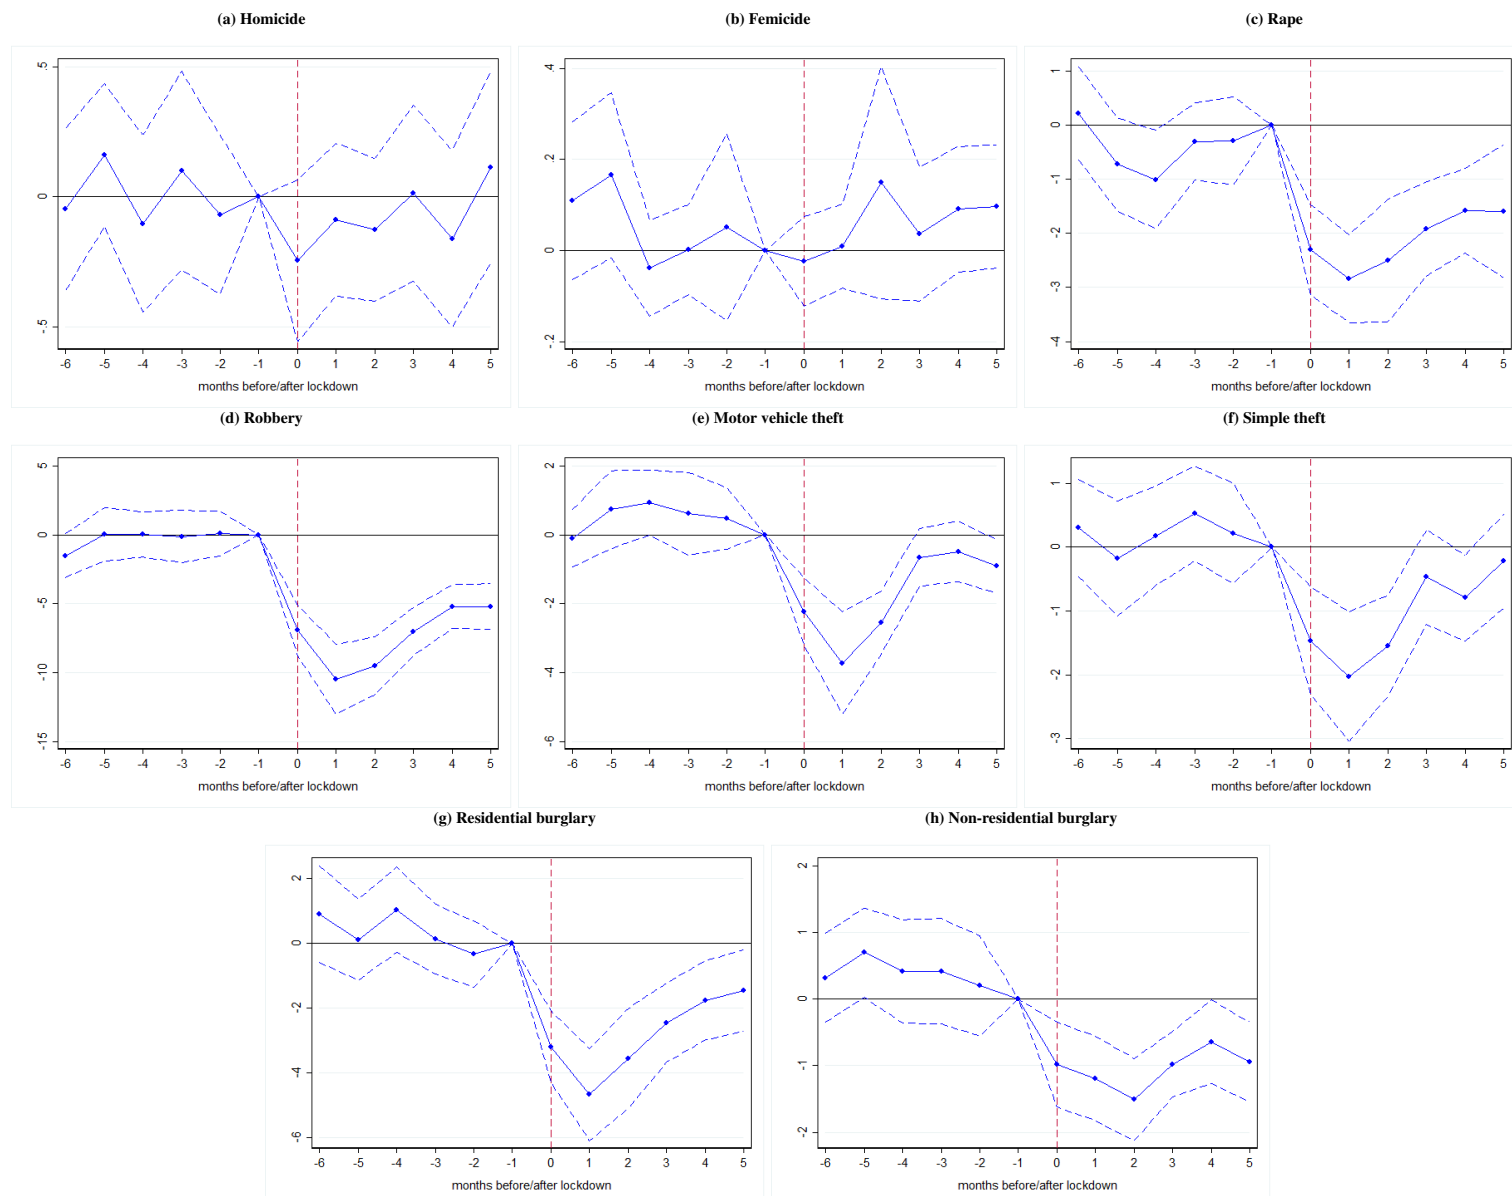 (a) Homicide (b) Femicide (c) Rape
.5 0 -.5
-6 -5 -4 -3 -2 -1 0 1 2 3 4 5
months before/after lockdown
.4 .2 0 -.2
-6 -5 -4 -3 -2 -1 0 1 2 3 4 5
months before/after lockdown
1 0 -1 -2 -3 -4
-6 -5 -4 -3 -2 -1 0 1 2 3 4 5
months before/after lockdown
(d) Robbery (e) Motor vehicle theft (f) Simple theft
5 0 -5 -10 -15
-6 -5 -4 -3 -2 -1 0 1 2 3 4 5
months before/after lockdown
2 0 -2 -4 -6
-6 -5 -4 -3 -2 -1 0 1 2 3 4 5
months before/after lockdown
1 0 -1 -2 -3
-6 -5 -4 -3 -2 -1 0 1 2 3 4 5
months before/after lockdown
(g) Residential burglary (h) Non-residential burglary
2 0 -2 -4 -6
-6 -5 -4 -3 -2 -1 0 1 2 3 4 5
months before/after lockdown
2 1 0 -1 -2
-6 -5 -4 -3 -2 -1 0 1 2 3 4 5
months before/after lockdown